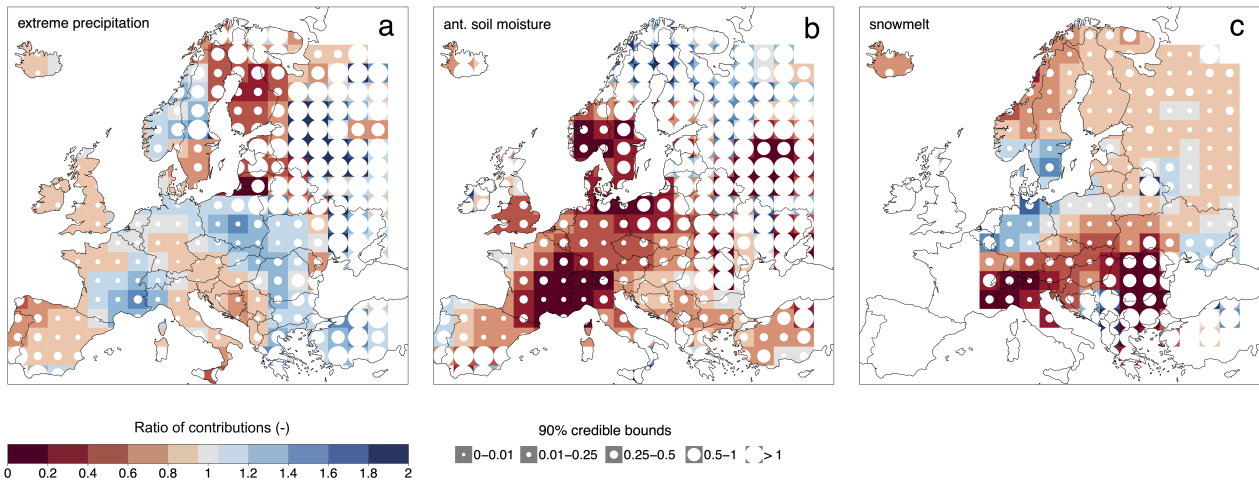 extreme precipitation
a
ant. soil moisture
b
snowmelt
c
Ratio of contributions (-)
0 0.2 0.4 0.6 0.8 1 1.2 1.4 1.6 1.8 2
90% credible bounds
0−0.01 0.01−0.25 0.25−0.5 0.5−1 > 1